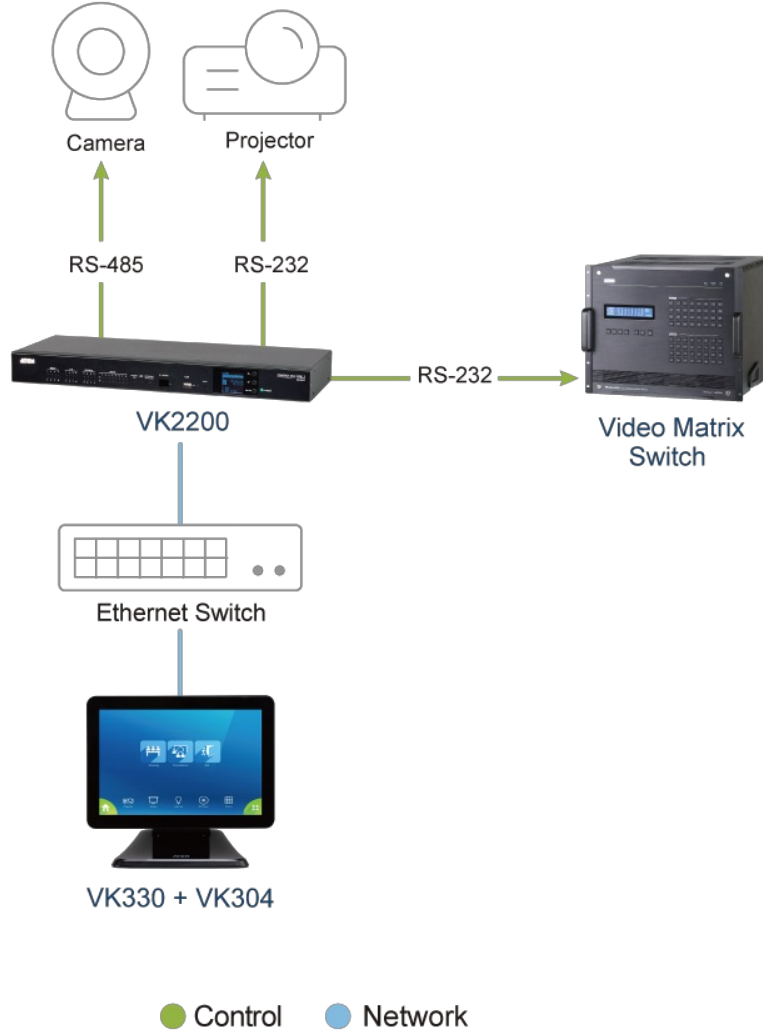 Camera
Projector
RS-485
RS-232
RS-232
VK2200
Video Matrix
Switch
Ethernet Switch
VK330 + VK304
Control
Network